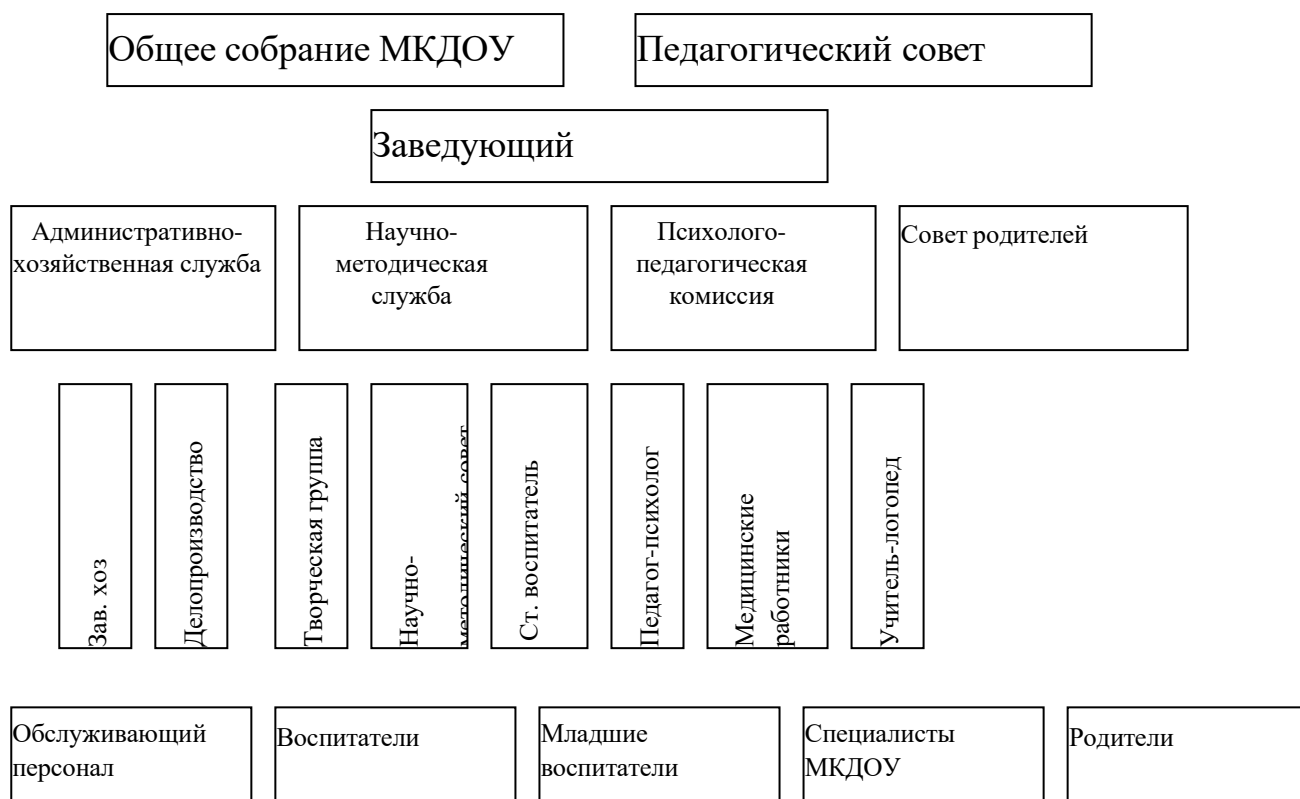 Общее собрание МКДОУ
Педагогический совет
Заведующий
Административно-
хозяйственная служба
Научно-
методическая
служба
Психолого-
педагогическая
комиссия
Совет родителей
Зав. хоз
Делопроизводство
Творческая группа
Научно-
методический совет
Ст. воспитатель
Педагог-психолог
Медицинские
работники
Учитель-логопед
Обслуживающий
персонал
Воспитатели
Младшие
воспитатели
Специалисты
МКДОУ
Родители